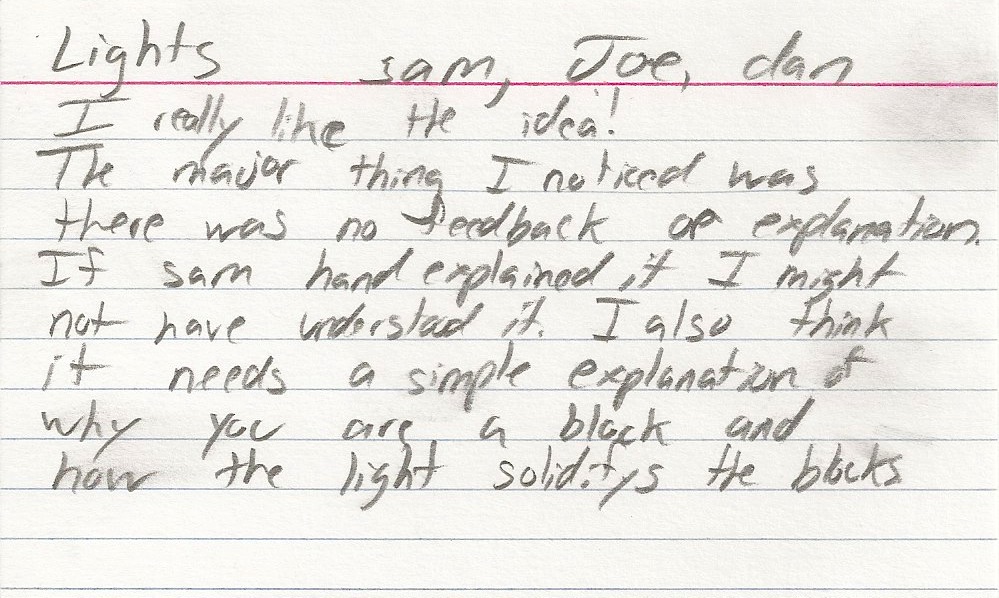 Lights sam, Joe, dan
I really like the idea!
The major thing I noticed was
there was no feedback or explanation.
If sam hand explained it I might
not have understood it. I also think
it needs a simple explanation of
why you are a block and
how the light solidifys the blocks